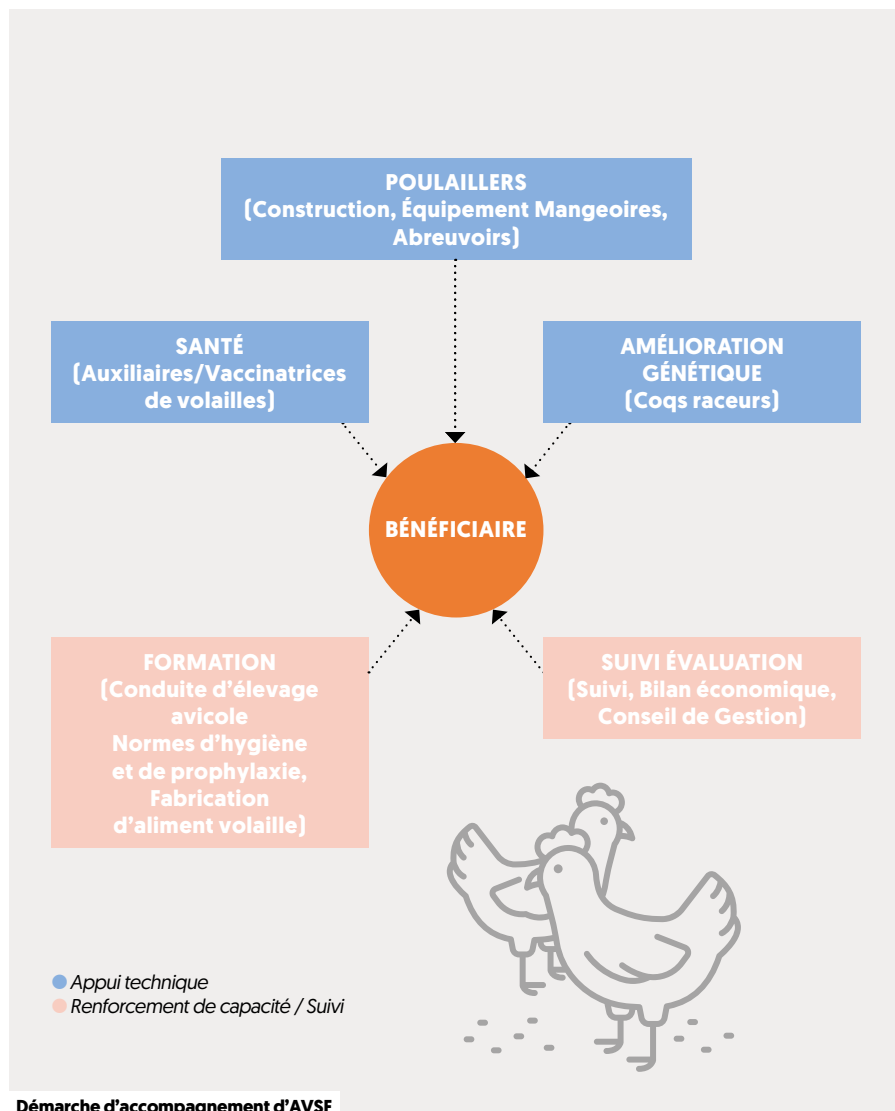 POULAILLERS
(Construction, Équipement Mangeoires,
Abreuvoirs)
SANTÉ
(Auxiliaires/Vaccinatrices
de volailles)
AMÉLIORATION
GÉNÉTIQUE
(Coqs raceurs)
BÉNÉFICIAIRE
FORMATION
(Conduite d'élevage
avicole
Normes d'hygiène
et de prophylaxie,
Fabrication
d'aliment volaille)
SUIVI ÉVALUATION
(Suivi, Bilan économique,
Conseil de Gestion)
Appui technique
Renforcement de capacité / Suivi
Démarche d'accompagnement d'AVSF